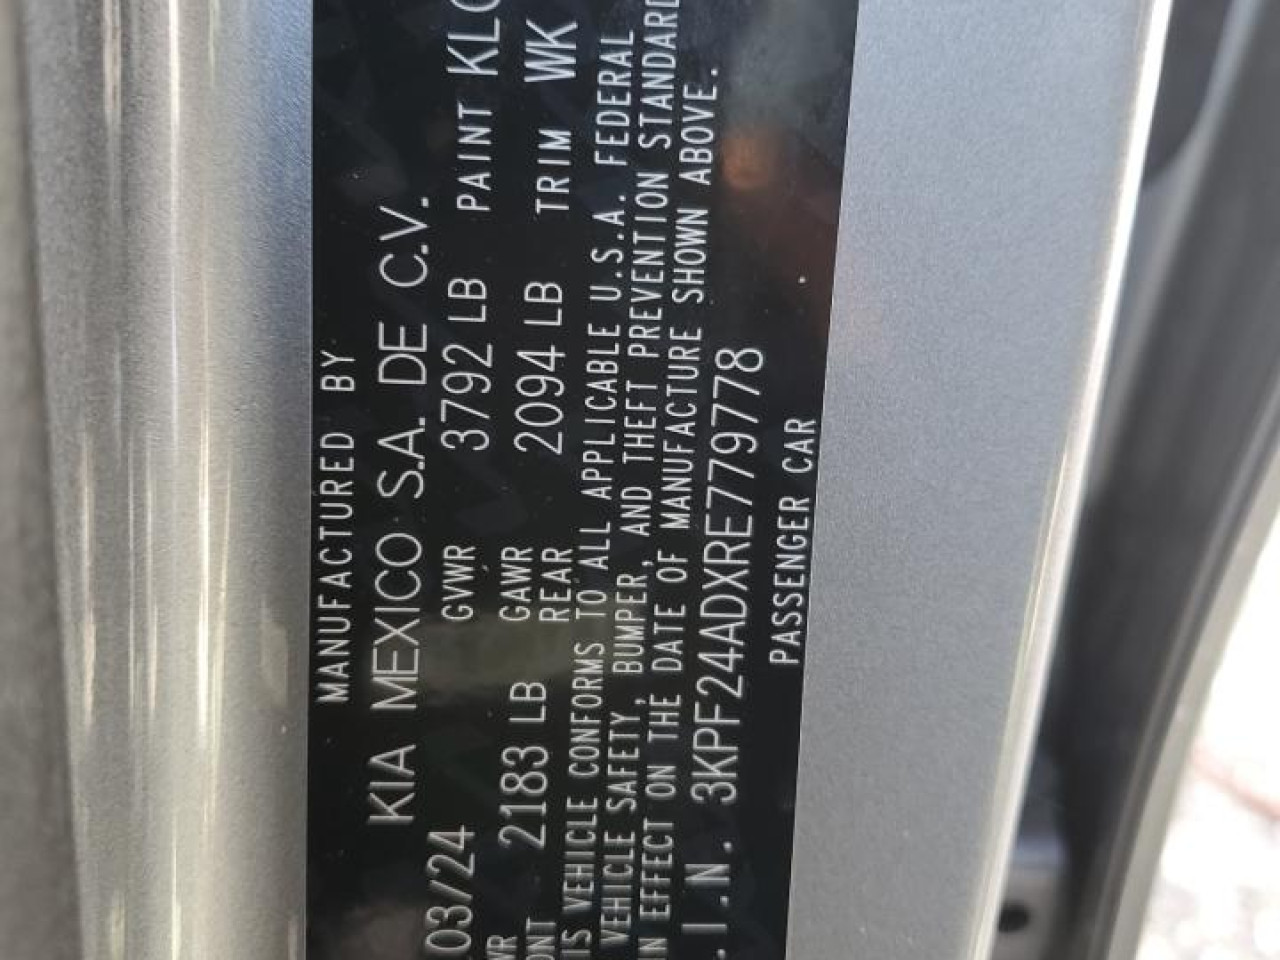 MANUFACTURED BY
KIA MEXICO S.A. DE C.V.
03/24 GVWR 3792 LB PAINT KLG
2183 LB GAWR REAR 2094 LB TRIM WK
VEHICLE CONFORMS TO ALL APPLICABLE U.S.A. FEDERAL
VEHICLE SAFETY, BUMPER, AND THEFT PREVENTION STANDARD
IN EFFECT ON THE DATE OF MANUFACTURE SHOWN ABOVE.
.I.N. 3KPF24ADXRE779778
PASSENGER CAR